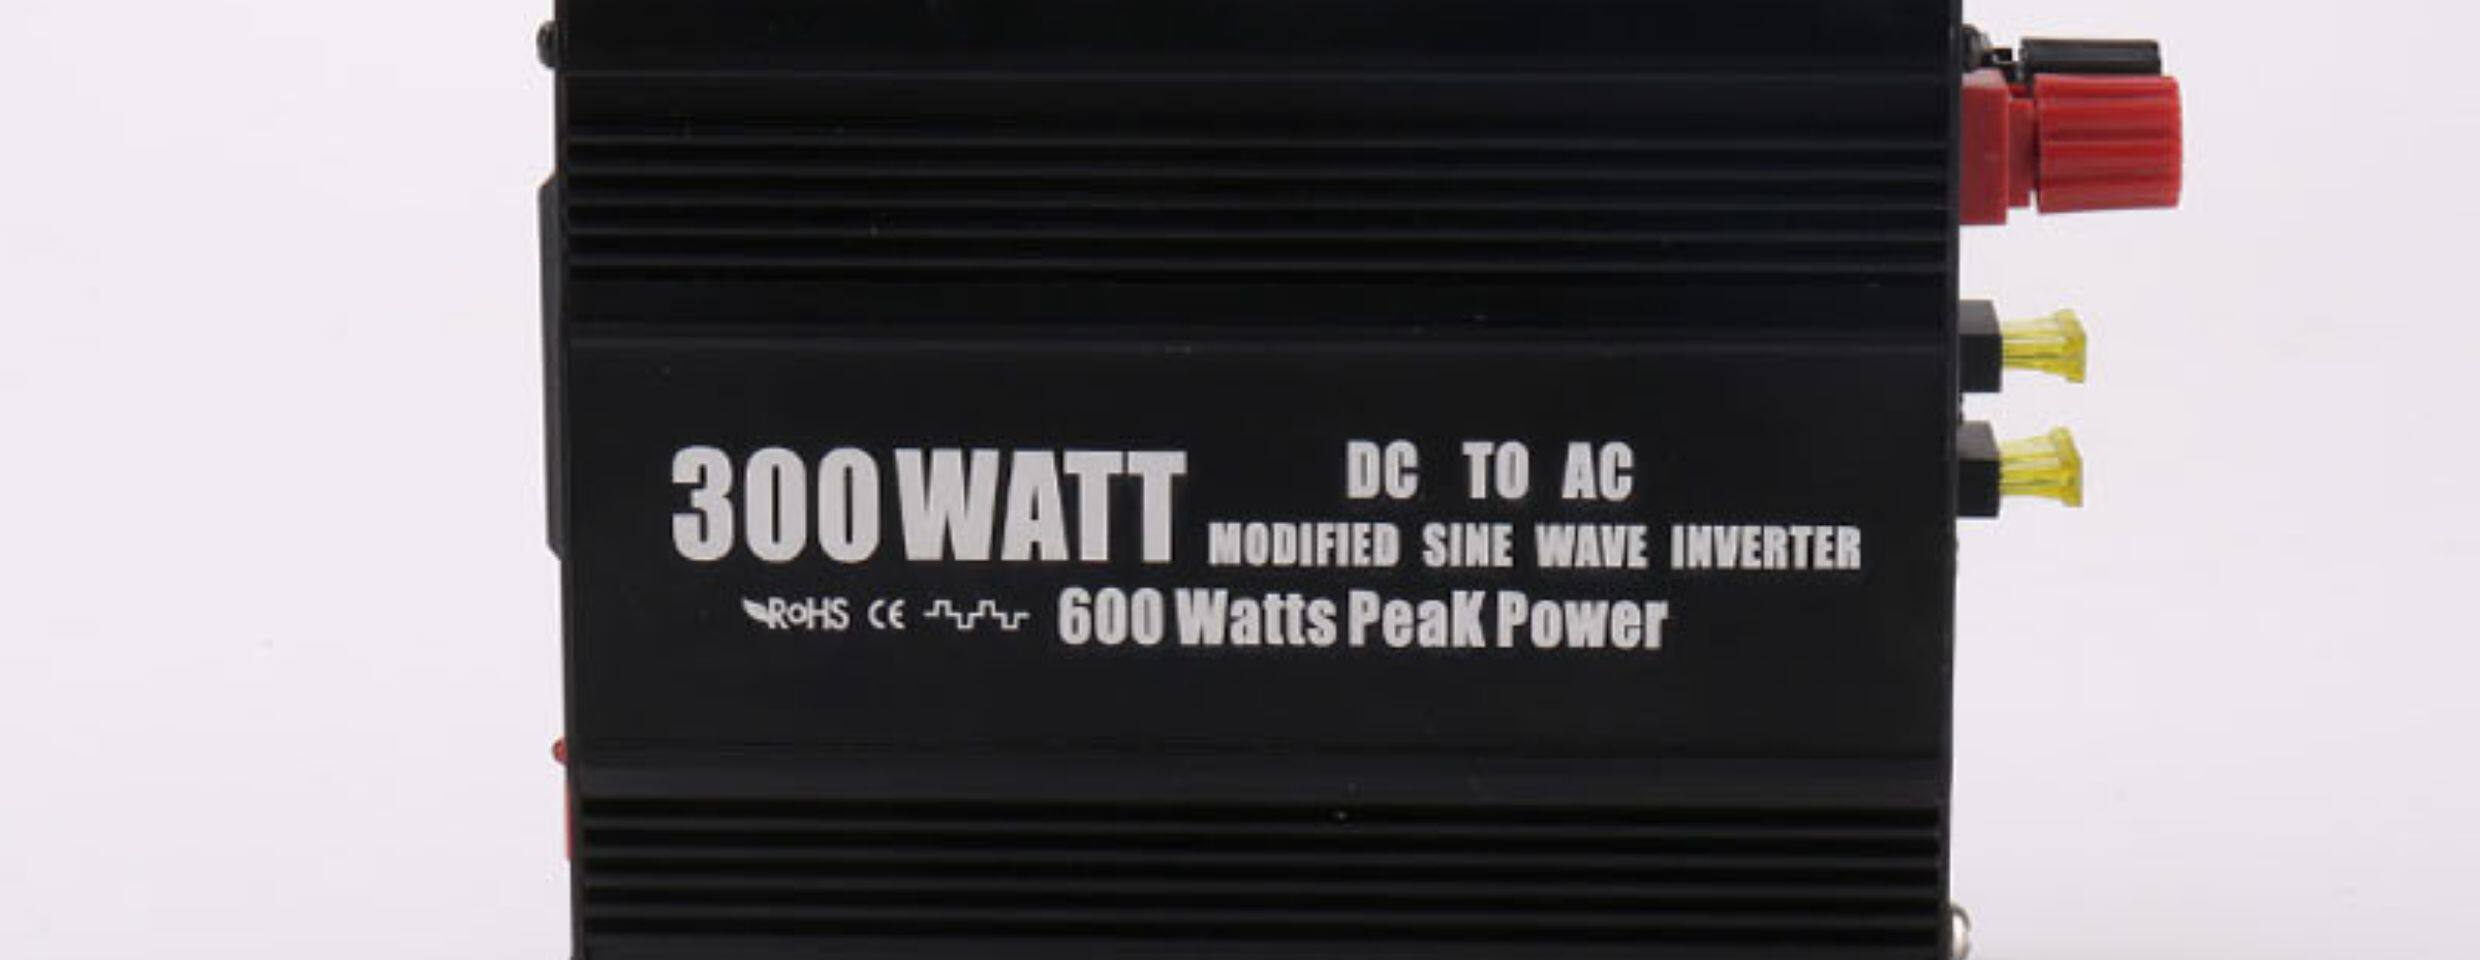 300WATT
DC TO AC
MODIFIED SINE WAVE INVERTER
RoHS CE 600 Watts PeaK Power